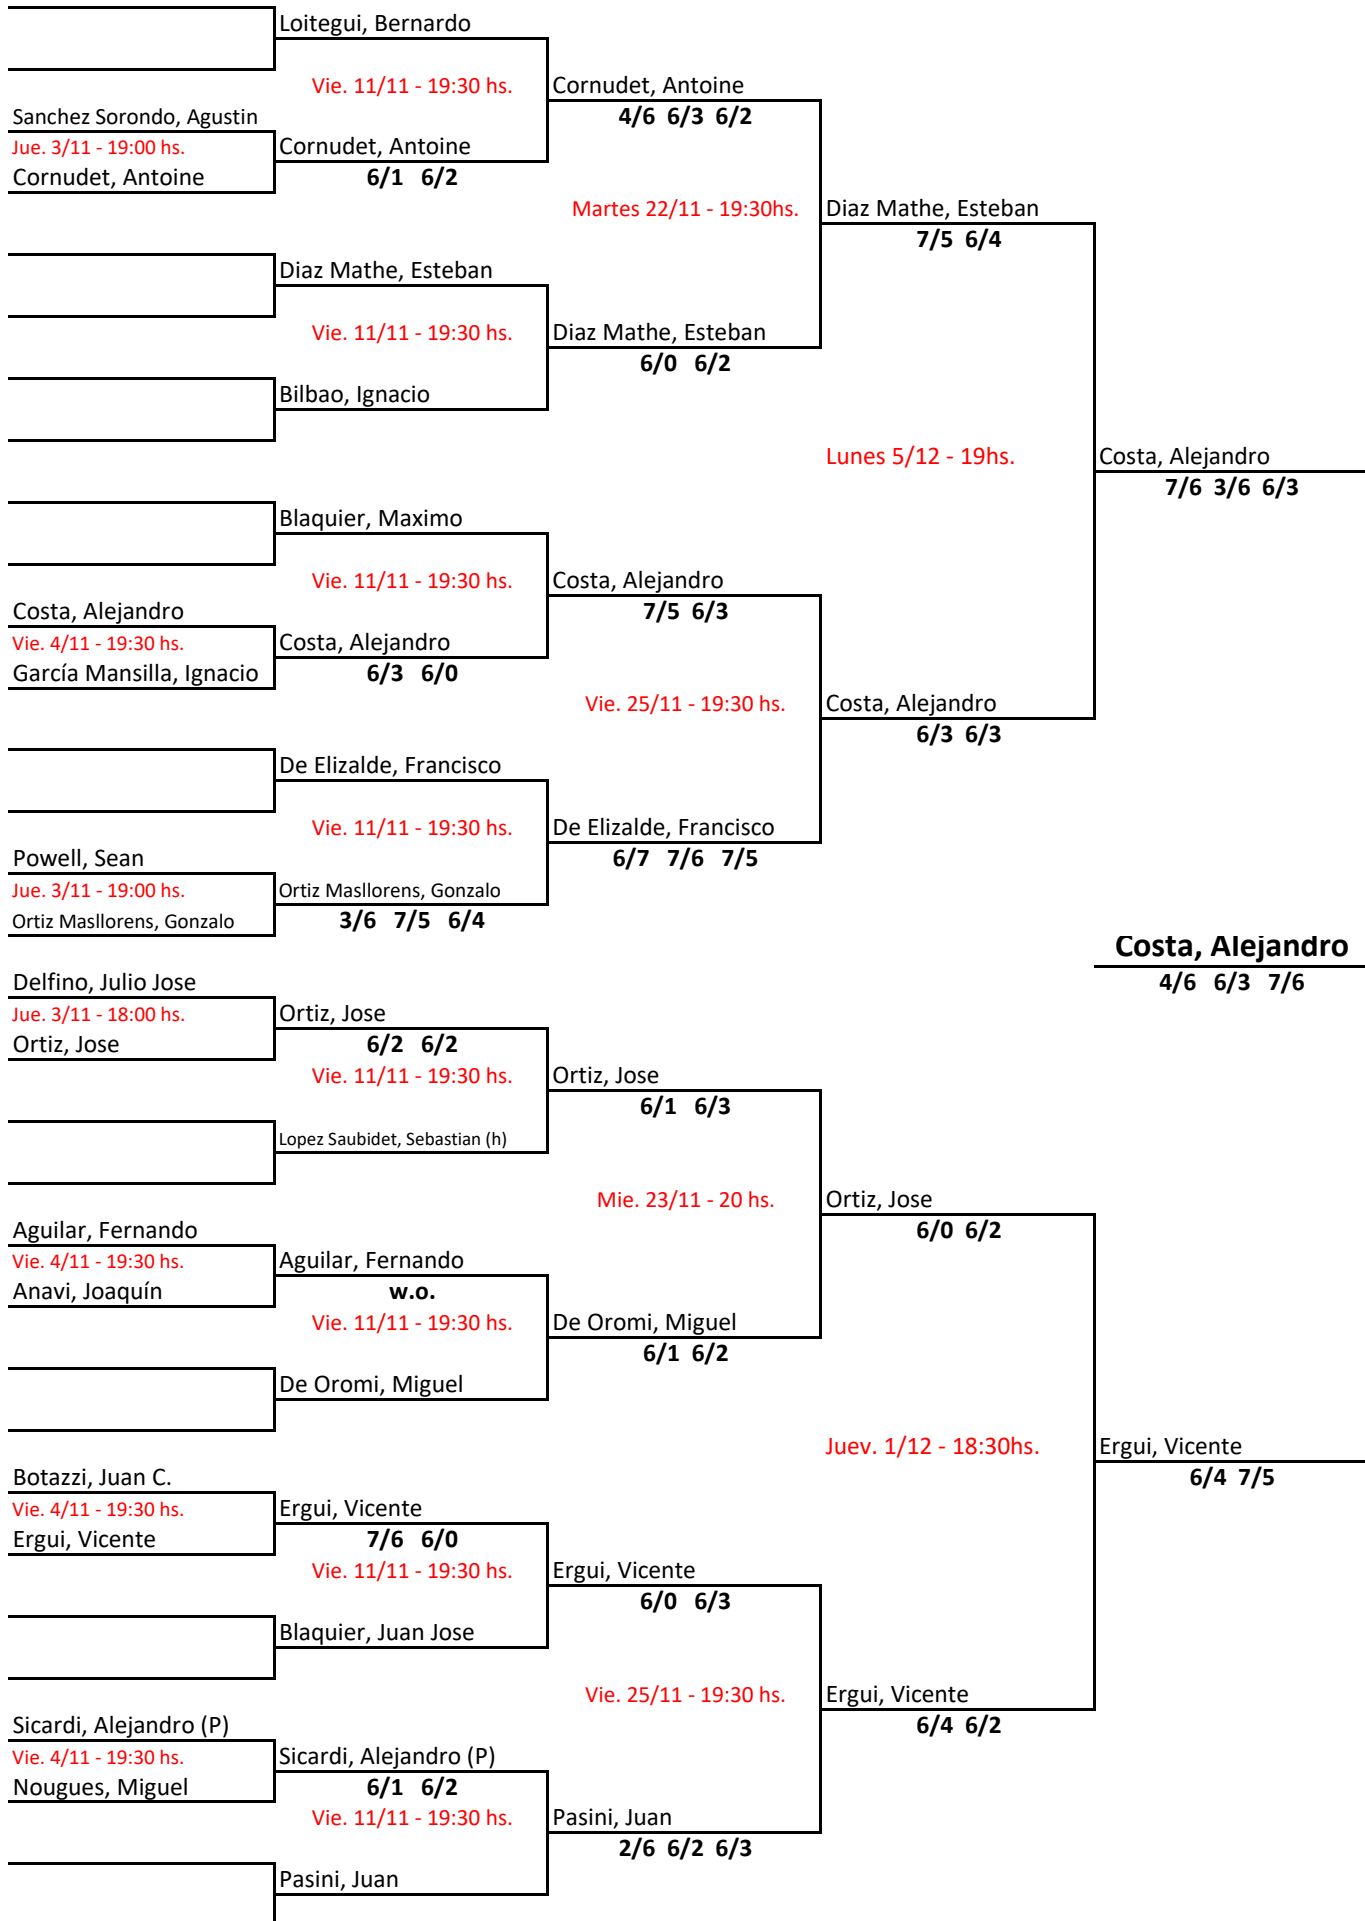 Loitegui, Bernardo
Vie. 11/11 - 19:30 hs.
Cornudet, Antoine
4/6 6/3 6/2
Sanchez Sorondo, Agustin
Jue. 3/11 - 19:00 hs.
Cornudet, Antoine
Cornudet, Antoine
6/1 6/2
Martes 22/11 - 19:30hs.
Diaz Mathe, Esteban
7/5 6/4
Diaz Mathe, Esteban
Vie. 11/11 - 19:30 hs.
Diaz Mathe, Esteban
6/0 6/2
Bilbao, Ignacio
Lunes 5/12 - 19hs.
Costa, Alejandro
7/6 3/6 6/3
Blaquier, Maximo
Vie. 11/11 - 19:30 hs.
Costa, Alejandro
7/5 6/3
Costa, Alejandro
Vie. 4/11 - 19:30 hs.
García Mansilla, Ignacio
Costa, Alejandro
6/3 6/0
Vie. 25/11 - 19:30 hs.
Costa, Alejandro
6/3 6/3
De Elizalde, Francisco
Vie. 11/11 - 19:30 hs.
De Elizalde, Francisco
6/7 7/6 7/5
Powell, Sean
Jue. 3/11 - 19:00 hs.
Ortiz Masllorens, Gonzalo
Ortiz Masllorens, Gonzalo
3/6 7/5 6/4
Costa, Alejandro
4/6 6/3 7/6
Delfino, Julio Jose
Jue. 3/11 - 18:00 hs.
Ortiz, Jose
Ortiz, Jose
6/2 6/2
Vie. 11/11 - 19:30 hs.
Ortiz, Jose
6/1 6/3
Lopez Saubidet, Sebastian (h)
Mie. 23/11 - 20 hs.
Ortiz, Jose
6/0 6/2
Aguilar, Fernando
Vie. 4/11 - 19:30 hs.
Anavi, Joaquín
Aguilar, Fernando
w.o.
Vie. 11/11 - 19:30 hs.
De Oromi, Miguel
6/1 6/2
De Oromi, Miguel
Juev. 1/12 - 18:30hs.
Ergui, Vicente
6/4 7/5
Botazzi, Juan C.
Vie. 4/11 - 19:30 hs.
Ergui, Vicente
Ergui, Vicente
7/6 6/0
Vie. 11/11 - 19:30 hs.
Ergui, Vicente
6/0 6/3
Blaquier, Juan Jose
Vie. 25/11 - 19:30 hs.
Ergui, Vicente
6/4 6/2
Sicardi, Alejandro (P)
Vie. 4/11 - 19:30 hs.
Nougues, Miguel
Sicardi, Alejandro (P)
6/1 6/2
Vie. 11/11 - 19:30 hs.
Pasini, Juan
2/6 6/2 6/3
Pasini, Juan